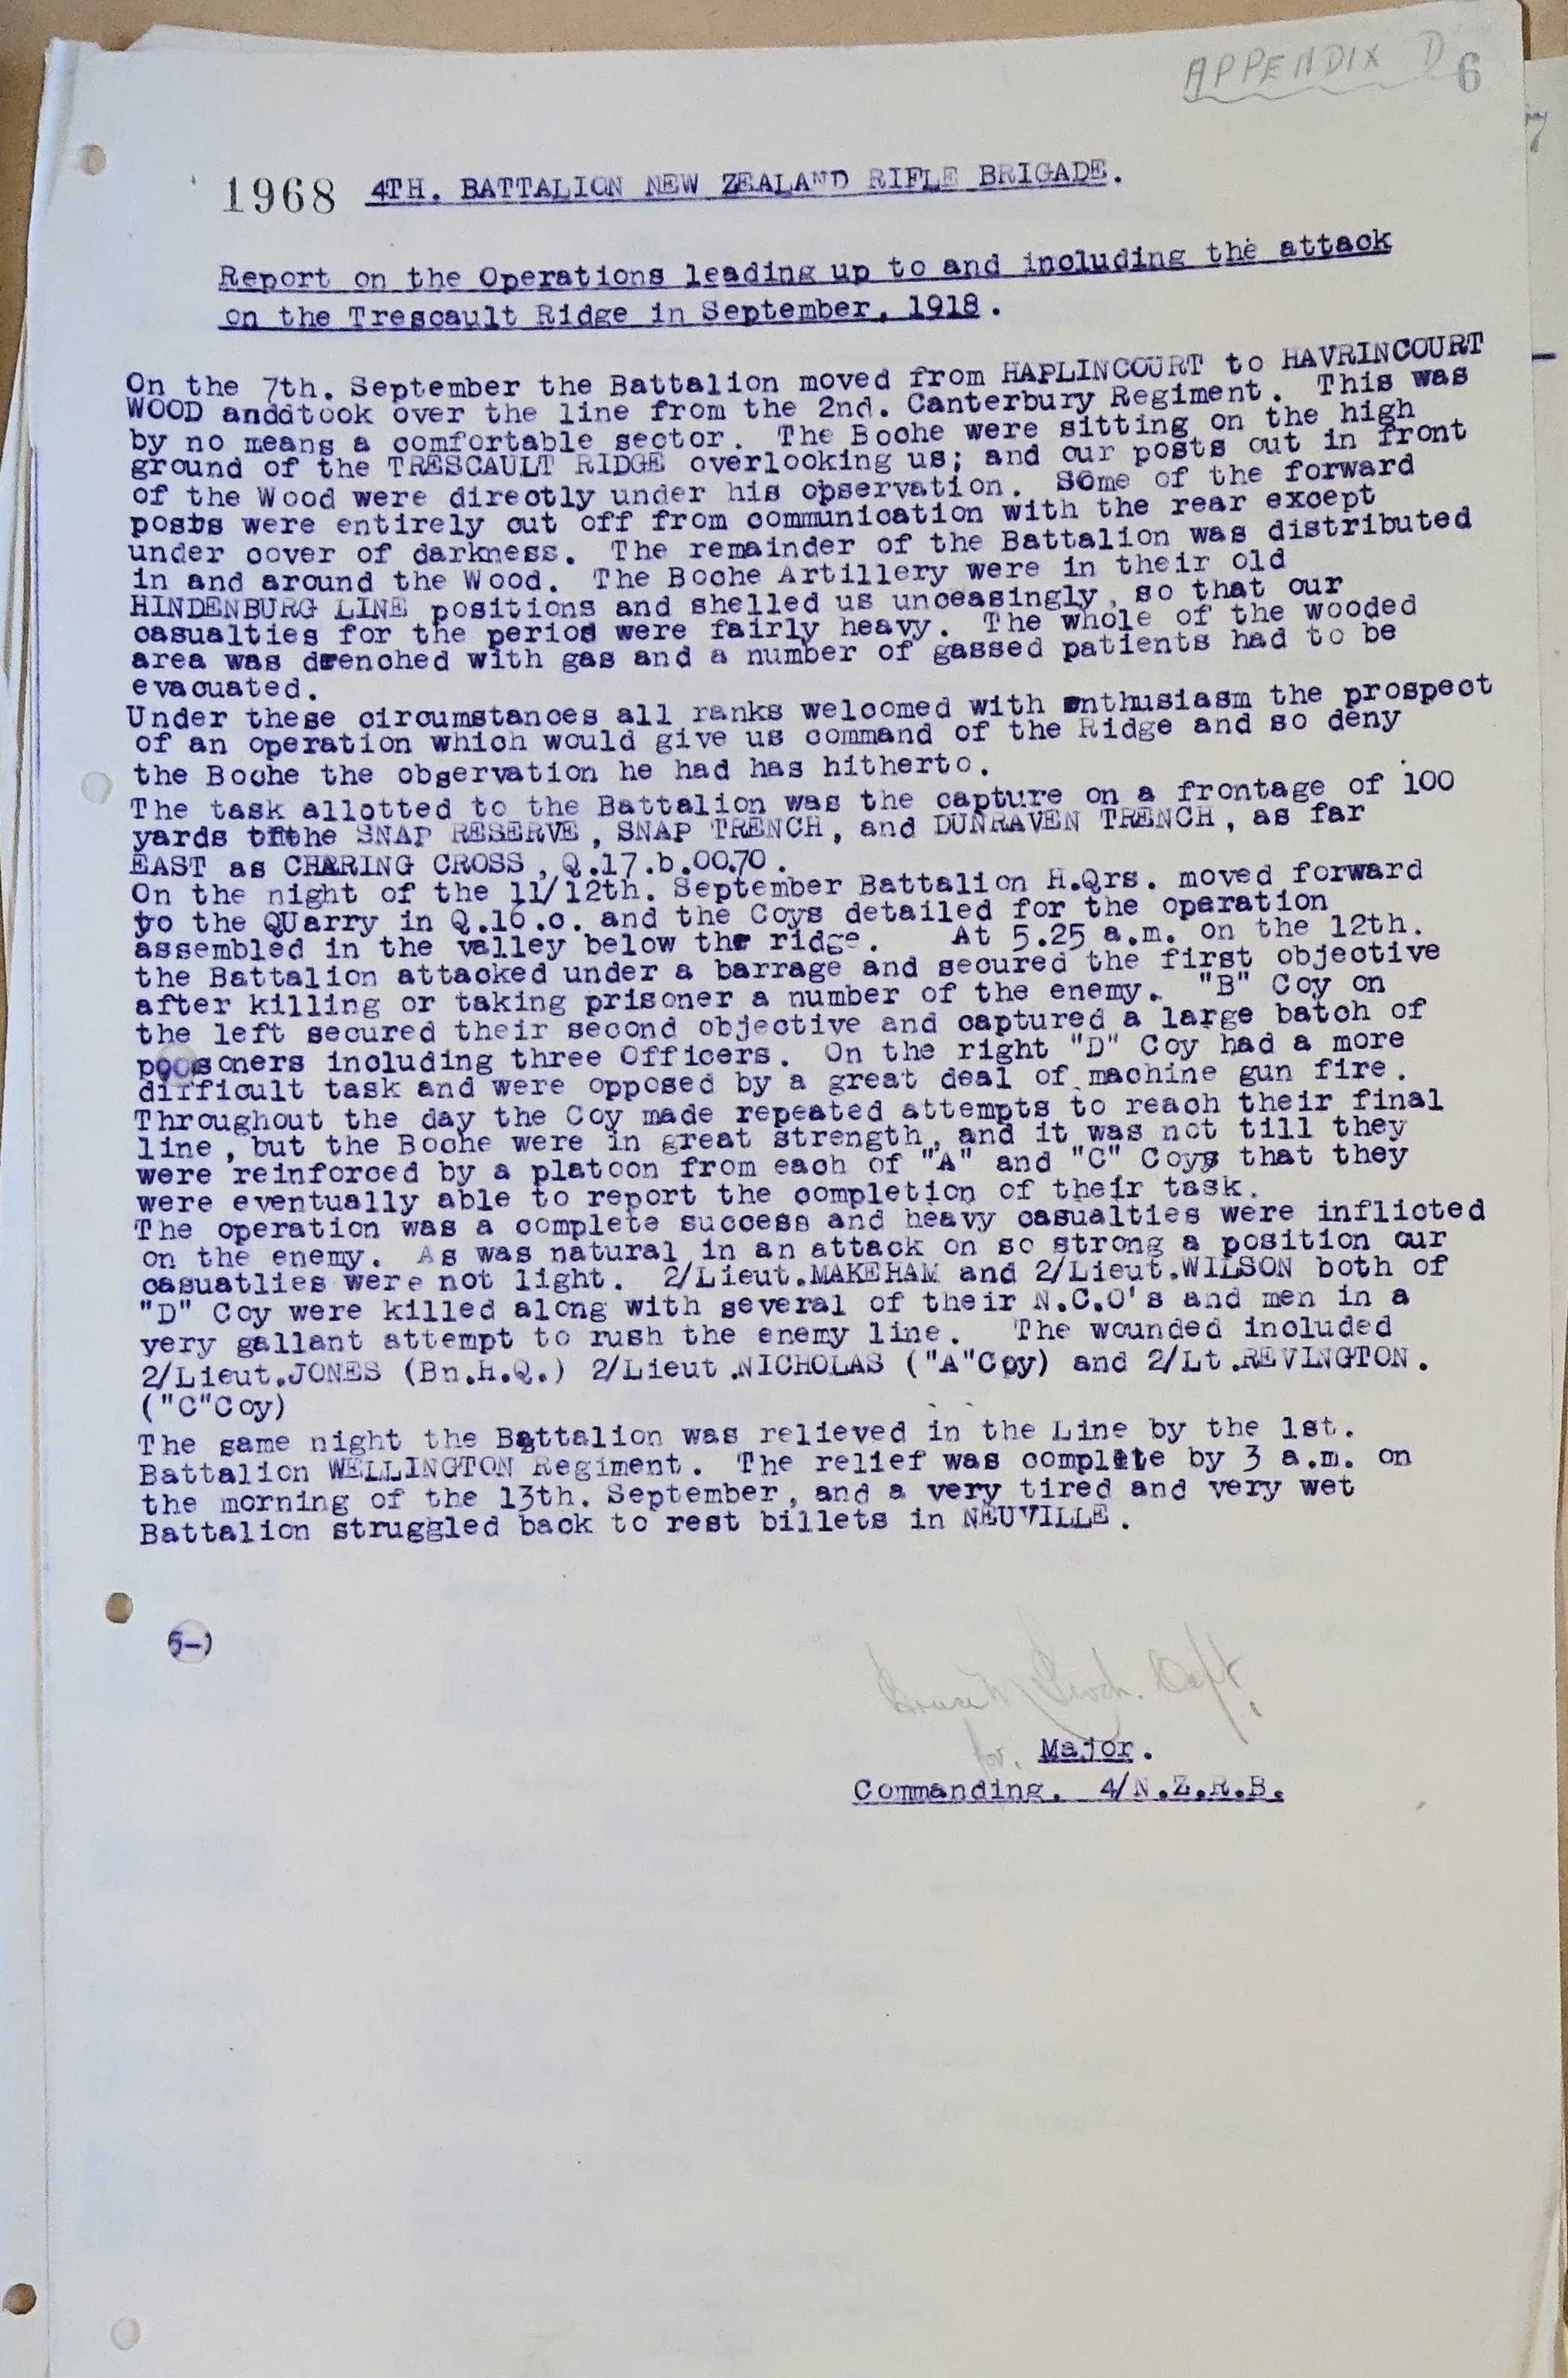 APPENDIX D 6
7
1968 4TH. BATTALION NEW ZEALAND RIFLE BRIGADE.
Report on the Operations leading up to and including the attack
on the Trescault Ridge in September, 1918.
On the 7th. September the Battalion moved from HAPLINCOURT to HAVRINCOURT
WOOD anddtook over the line from the 2nd. Canterbury Regiment. This was
by no means a comfortable sector. The Boche were sitting on the high
ground of the TRESCAULT RIDGE overlooking us; and our posts out in front
of the Wood were directly under his observation. Some of the forward
posts were entirely cut off from communication with the rear except
under cover of darkness. The remainder of the Battalion was distributed
in and around the Wood. The Boche Artillery were in their old
HINDENBURG LINE positions and shelled us unceasingly, so that our
casualties for the period were fairly heavy. The whole of the wooded
area was drenched with gas and a number of gassed patients had to be
evacuated.
Under these circumstances all ranks welcomed with enthusiasm the prospect
of an operation which would give us command of the Ridge and so deny
the Boche the observation he had has hitherto.
The task allotted to the Battalion was the capture on a frontage of 100
yards of the SNAP RESERVE, SNAP TRENCH, and DUNRAVEN TRENCH, as far
EAST as CHARING CROSS, Q.17.b.00.70.
On the night of the 11/12th. September Battalion H.Qrs. moved forward
to the QUarry in Q.16.c. and the Coys detailed for the operation
assembled in the valley below the ridge. At 5.25 a.m. on the 12th.
the Battalion attacked under a barrage and secured the first objective
after killing or taking prisoner a number of the enemy. "B" Coy on
the left secured their second objective and captured a large batch of
prisoners including three Officers. On the right "D" Coy had a more
difficult task and were opposed by a great deal of machine gun fire.
Throughout the day the Coy made repeated attempts to reach their final
line, but the Boche were in great strength, and it was not till they
were reinforced by a platoon from each of "A" and "C" Coys that they
were eventually able to report the completion of their task.
The operation was a complete success and heavy casualties were inflicted
on the enemy. As was natural in an attack on so strong a position our
casuatlies were not light. 2/Lieut.MAKEHAM and 2/Lieut.WILSON both of
"D" Coy were killed along with several of their N.C.O's and men in a
very gallant attempt to rush the enemy line. The wounded included
2/Lieut.JONES (Bn.H.Q.) 2/Lieut.NICHOLAS ("A"Coy) and 2/Lt.REVINGTON.
("C"Coy)
The same night the Battalion was relieved in the Line by the 1st.
Battalion WELLINGTON Regiment. The relief was complete by 3 a.m. on
the morning of the 13th. September, and a very tired and very wet
Battalion struggled back to rest billets in NEUVILLE.
for. Major.
Commanding. 4/N.Z.R.B.